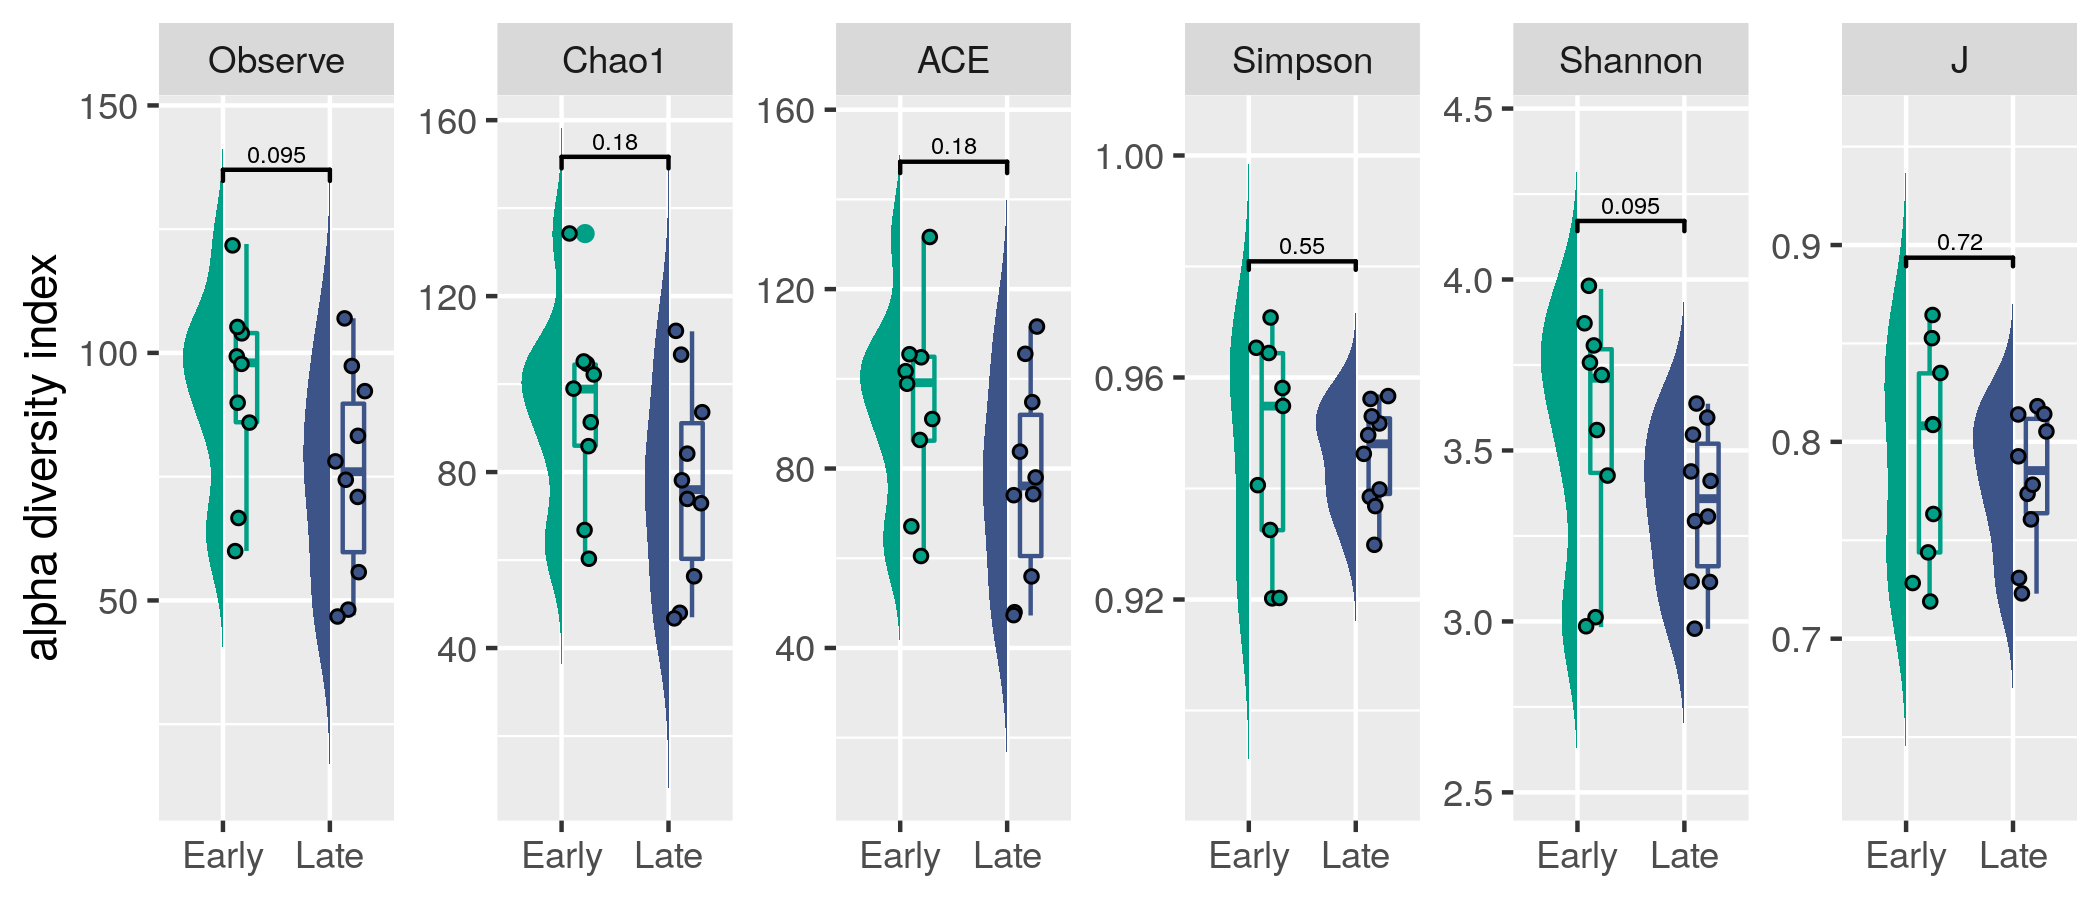 alpha diversity index
Observe
150
100
50
0.095
Early Late
Chao1
160
120
80
40
0.18
Early Late
ACE
160
120
80
40
0.18
Early Late
Simpson
1.00
0.96
0.92
0.55
Early Late
Shannon
4.5
4.0
3.5
3.0
2.5
0.095
Early Late
J
0.9
0.8
0.7
0.72
Early Late